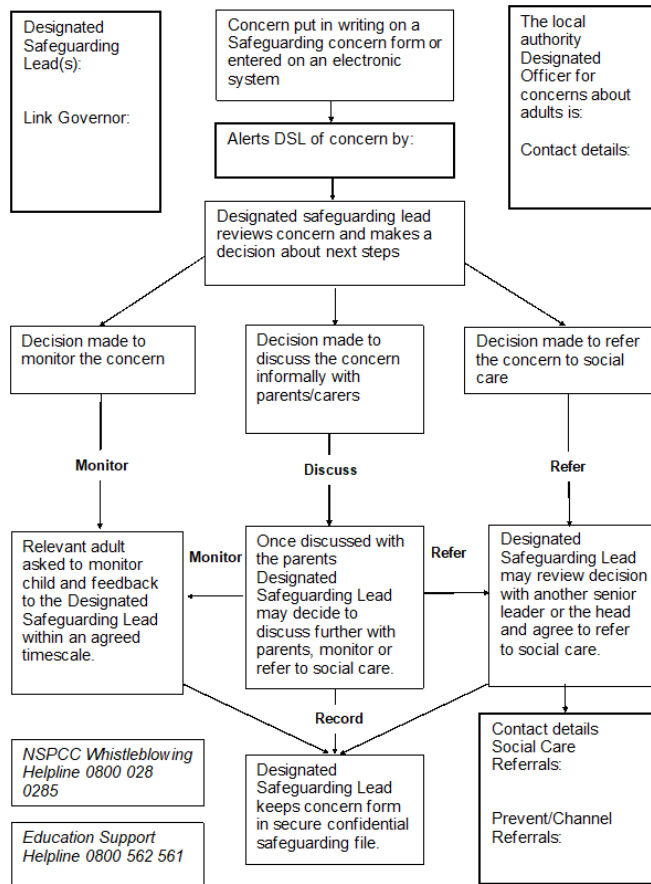 Designated
Safeguarding
Lead(s):
Link Governor:
Concern put in writing on a
Safeguarding concern form or
entered on an electronic
system
The local
authority
Designated
Officer for
concerns about
adults is:
Contact details:
Alerts DSL of concern by:
Designated safeguarding lead
reviews concern and makes a
decision about next steps
Decision made to
monitor the concern
Decision made to
discuss the concern
informally with
parents/carers
Decision made to refer
the concern to social
care
Monitor
Discuss
Refer
Relevant adult
asked to monitor
child and feedback
to the Designated
Safeguarding Lead
within an agreed
timescale.
Monitor
Once discussed with
the parents
Designated
Safeguarding Lead
may decide to
discuss further with
parents, monitor or
refer to social care.
Refer
Designated
Safeguarding Lead
may review decision
with another senior
leader or the head
and agree to refer
to social care.
Record
NSPCC Whistleblowing
Helpline 0800 028
0285
Education Support
Helpline 0800 562 561
Designated
Safeguarding Lead
keeps concern form
in secure confidential
safeguarding file.
Contact details
Social Care
Referrals:
Prevent/Channel
Referrals: